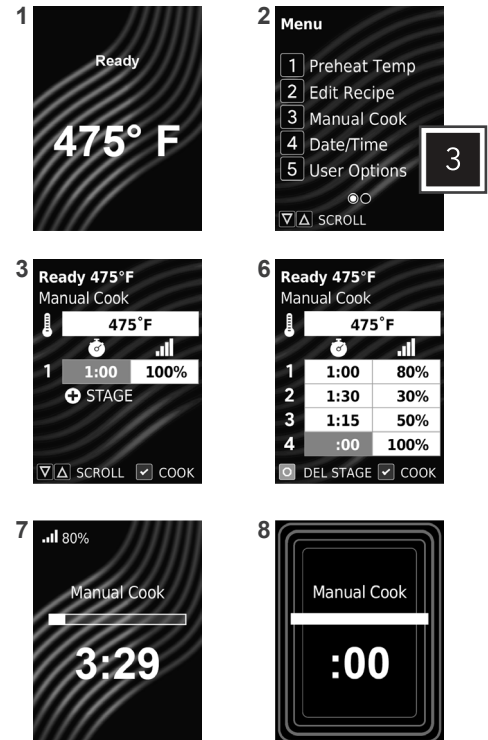 1
Ready
475° F
2
Menu
1 Preheat Temp
2 Edit Recipe
3 Manual Cook
4 Date/Time
5 User Options
SCROLL
3
3
Ready 475°F
Manual Cook
475°F
1 1:00 100%
STAGE
SCROLL COOK
6
Ready 475°F
Manual Cook
475°F
1 1:00 80%
2 1:30 30%
3 1:15 50%
4 :00 100%
DEL STAGE COOK
7
80%
Manual Cook
3:29
8
Manual Cook
:00